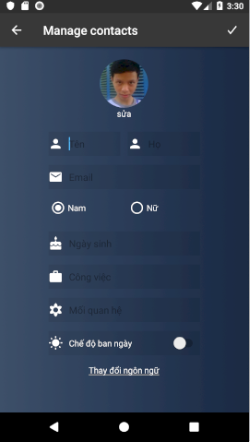 3:30
Manage contacts
sửa
Tên Họ
Email
Nam Nữ
Ngày sinh
Công việc
Mối quan hệ
Chế độ ban ngày
Thay đổi ngôn ngữ